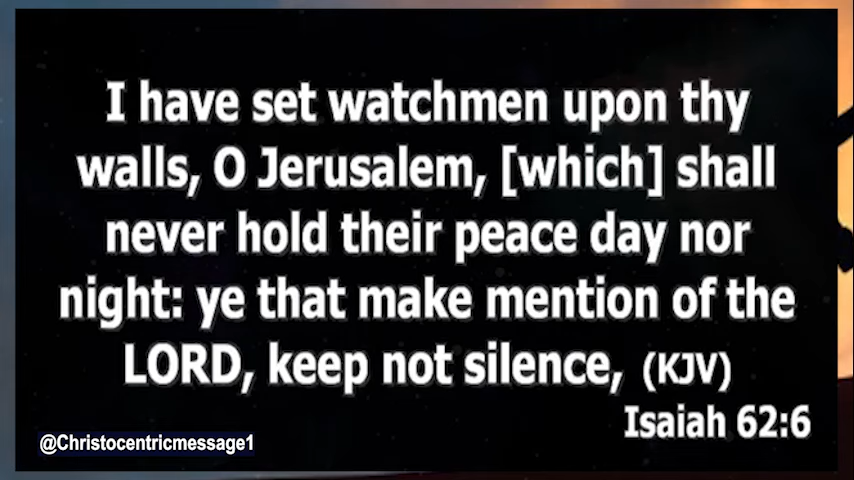 I have set watchmen upon thy
walls, O Jerusalem, [which] shall
never hold their peace day nor
night: ye that make mention of the
LORD, keep not silence, (KJV)
Isaiah 62:6
@Christocentricmessage1